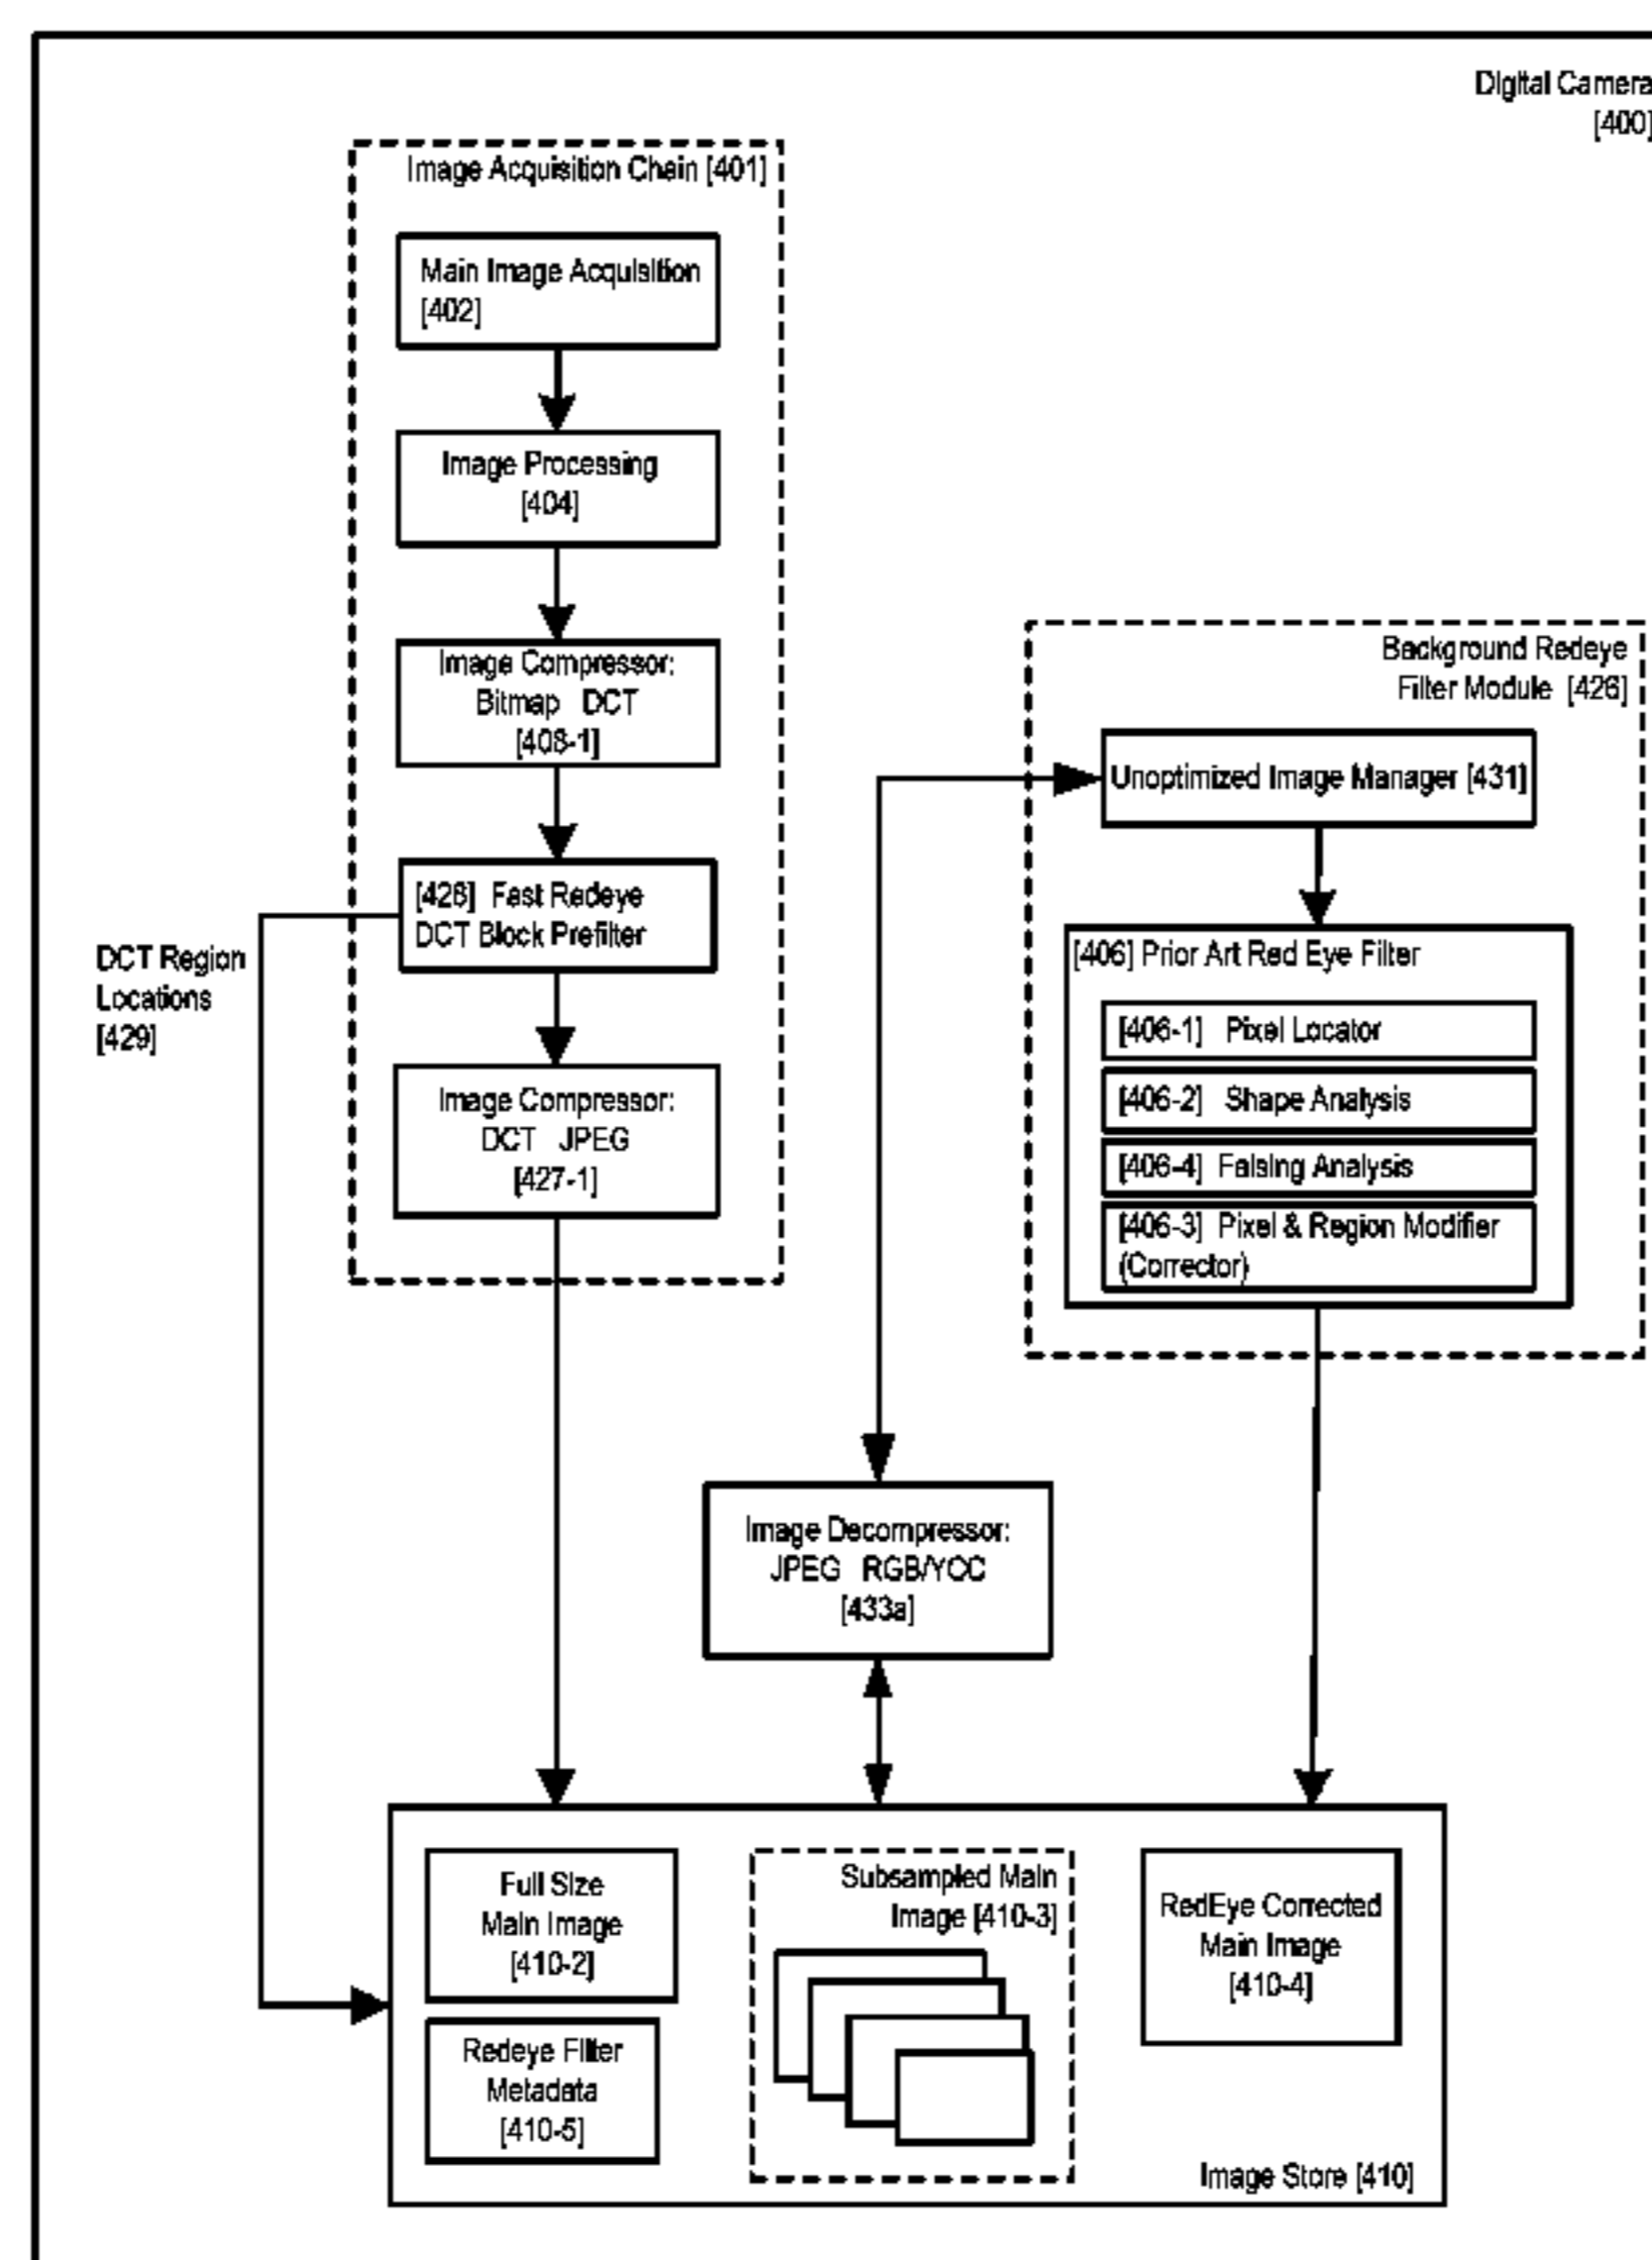 Digital Camera
[400]
Image Acquisition Chain [401]
Main Image Acquisition
[402]
Image Processing
[404]
Image Compressor:
Bitmap DCT
[408-1]
[426] Fast Redeye
DCT Block Prefilter
DCT Region
Locations
[429]
Image Compressor:
DCT JPEG
[427-1]
Background Redeye
Filter Module [426]
Unoptimized Image Manager [431]
[406] Prior Art Red Eye Filter
[406-1] Pixel Locator
[406-2] Shape Analysis
[406-4] Falsing Analysis
[406-3] Pixel & Region Modifier
(Corrector)
Image Decompressor:
JPEG RGB/YCC
[433a]
Full Size
Main Image
[410-2]
Redeye Filter
Metadata
[410-5]
Subsampled Main
Image [410-3]
RedEye Corrected
Main Image
[410-4]
Image Store [410]